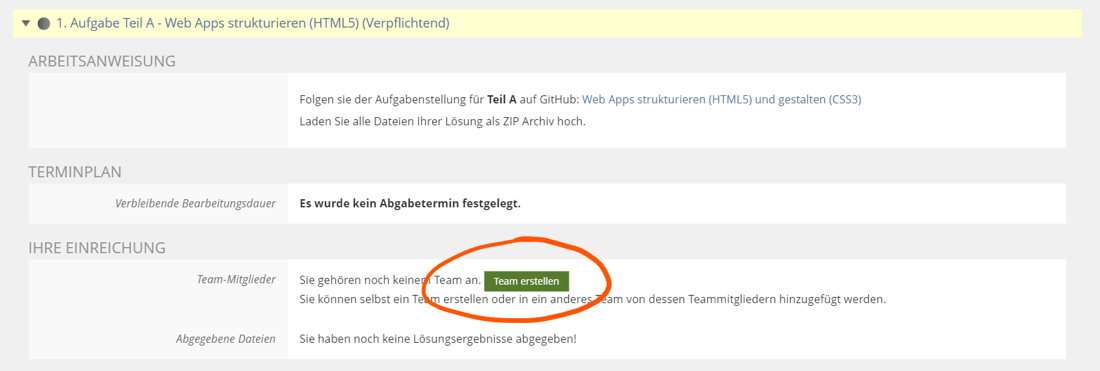 1. Aufgabe Teil A - Web Apps strukturieren (HTML5) (Verpflichtend)
ARBEITSANWEISUNG
Folgen sie der Aufgabenstellung für Teil A auf GitHub: Web Apps strukturieren (HTML5) und gestalten (CSS3)
Laden Sie alle Dateien Ihrer Lösung als ZIP Archiv hoch.
TERMINPLAN
Verbleibende Bearbeitungsdauer Es wurde kein Abgabetermin festgelegt.
IHRE EINREICHUNG
Team-Mitglieder Sie gehören noch keinem Team an. Team erstellen
Sie können selbst ein Team erstellen oder in ein anderes Team von dessen Teammitgliedern hinzugefügt werden.
Abgegebene Dateien Sie haben noch keine Lösungsergebnisse abgegeben!